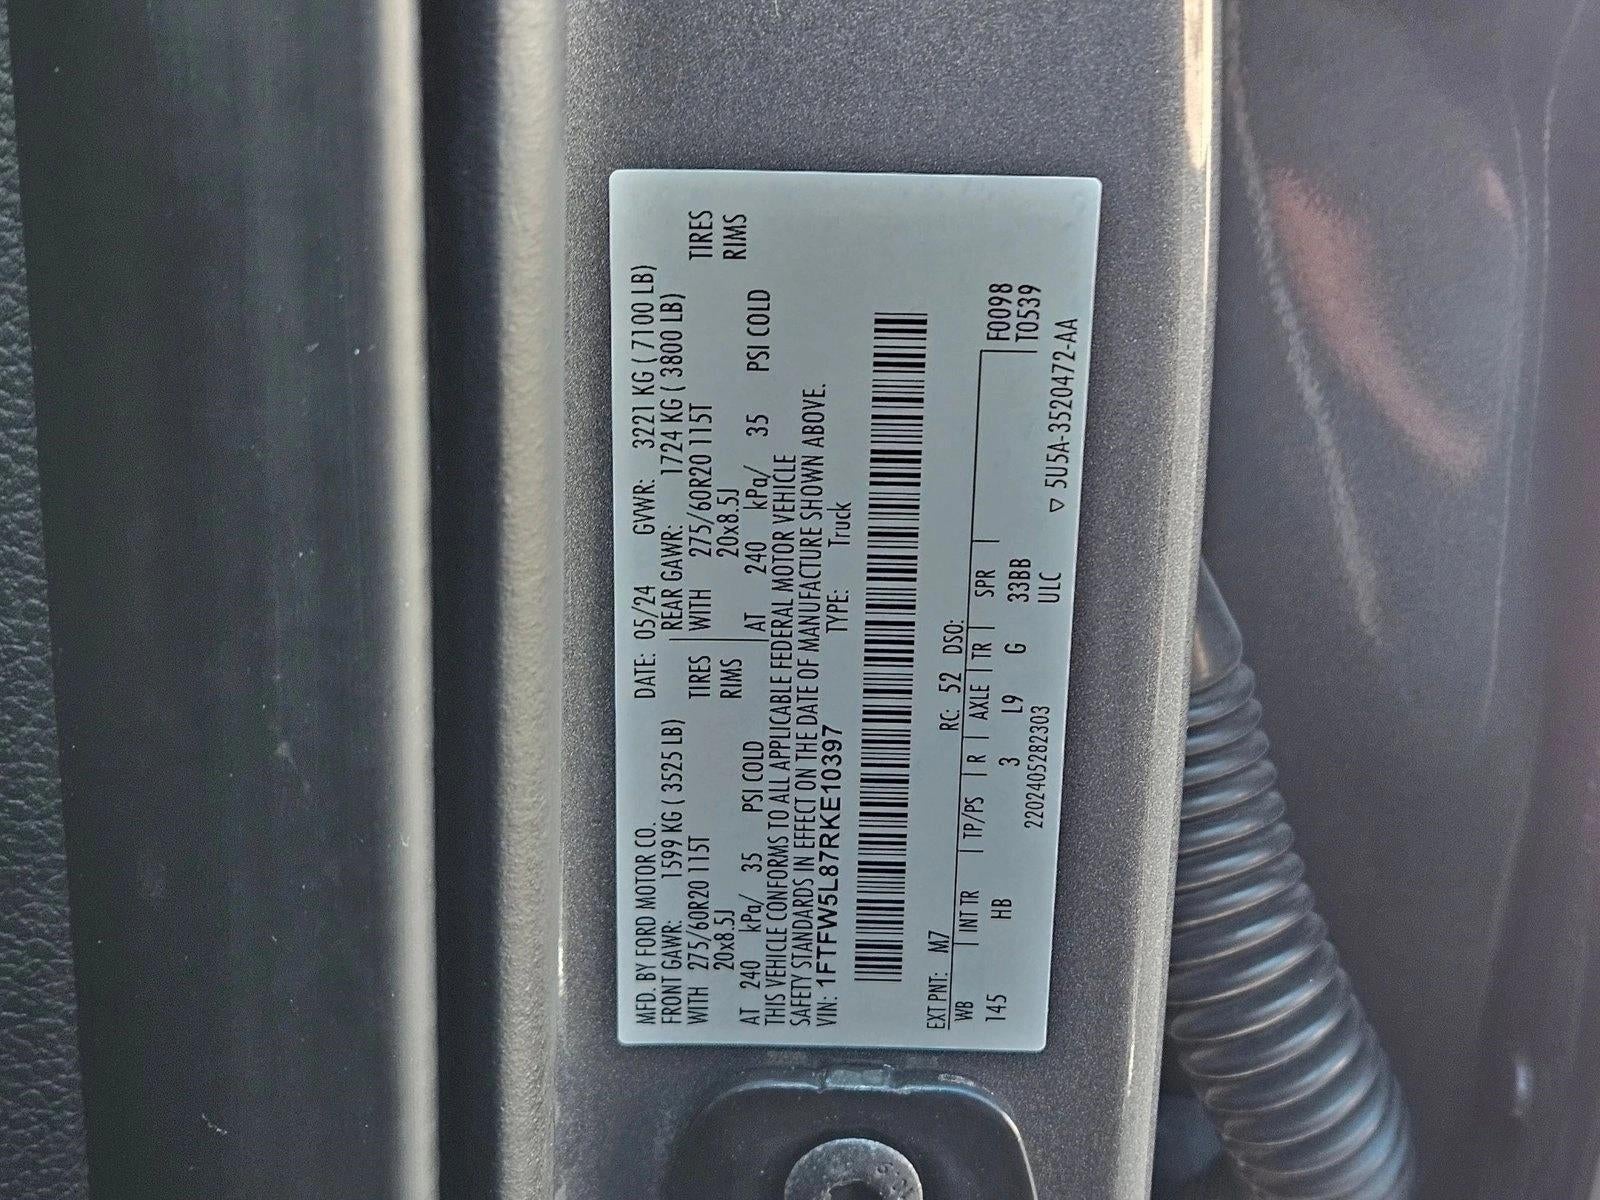 MFD. BY FORD MOTOR CO. DATE: 05/24 GVWR: 3221 KG ( 7100 LB)
FRONT GAWR: 1599 KG ( 3525 LB) REAR GAWR: 1724 KG ( 3800 LB)
WITH 275/60R20 115T TIRES WITH 275/60R20 115T TIRES
20x8.5J RIMS 20x8.5J RIMS
AT 240 kPa/ 35 PSI COLD AT 240 kPa/ 35 PSI COLD
THIS VEHICLE CONFORMS TO ALL APPLICABLE FEDERAL MOTOR VEHICLE
SAFETY STANDARDS IN EFFECT ON THE DATE OF MANUFACTURE SHOWN ABOVE.
VIN: 1FTFW5L87RKE10397 TYPE: Truck
EXT PNT: M7 RC: 52 DSO:
WB INT TR TP/PS R AXLE TR SPR F0098
145 HB 3 L9 G 33BB T0539
2202405282303 ULC
▽ 5U5A-3520472-AA